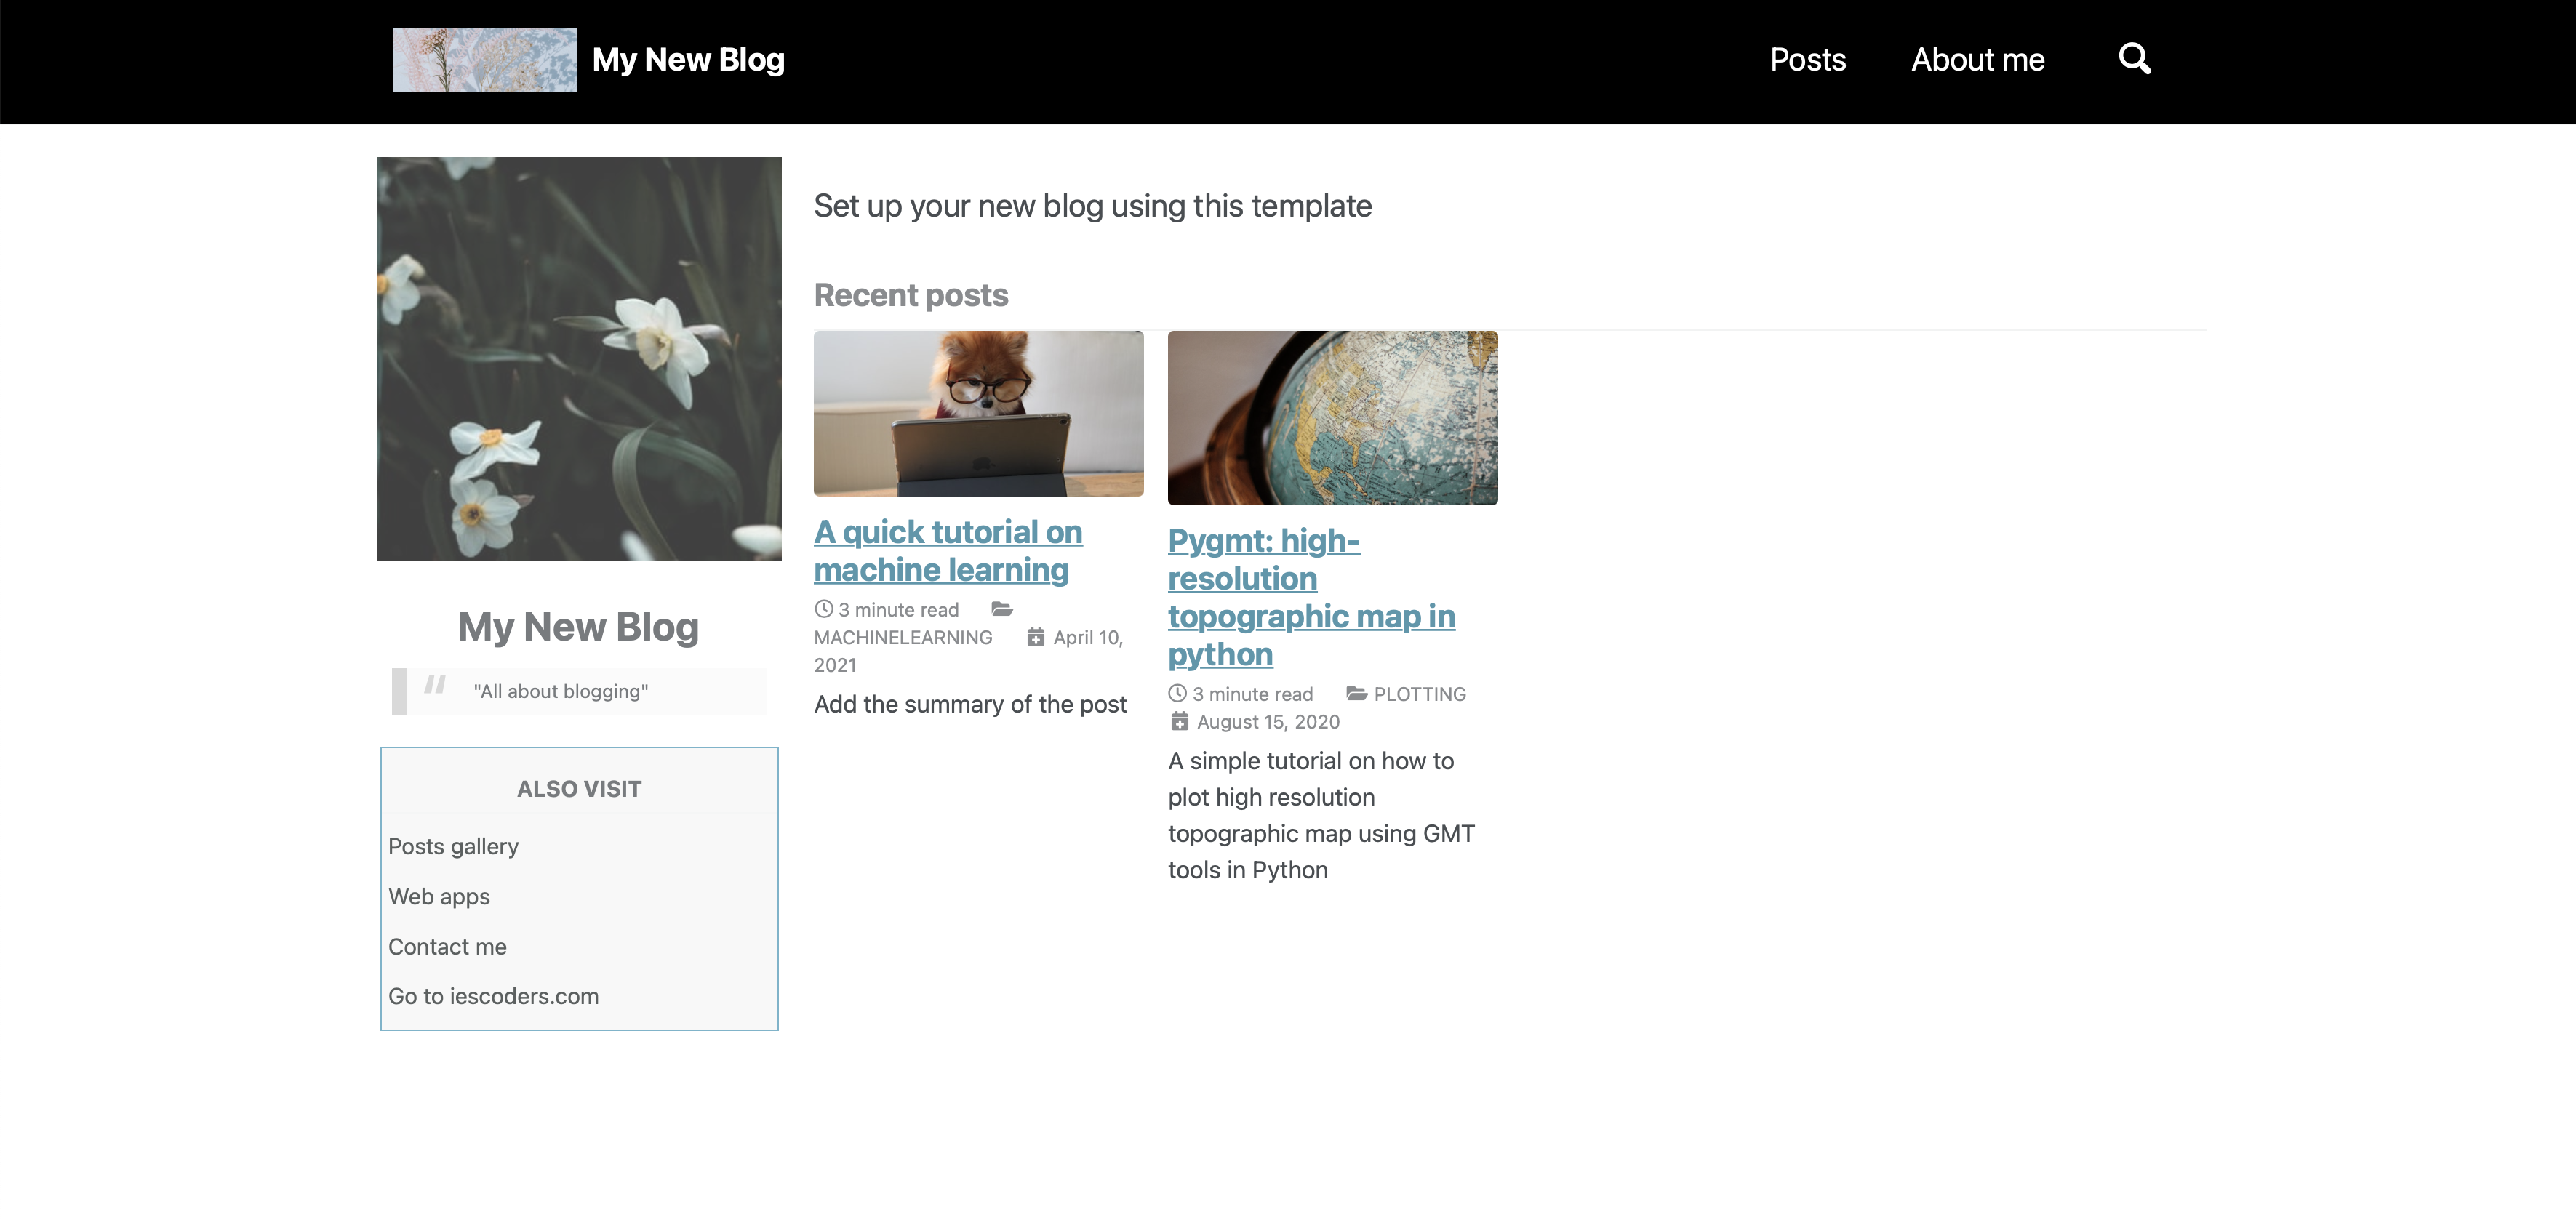 My New Blog
Posts
About me
Set up your new blog using this template
Recent posts
A quick tutorial on
machine learning
3 minute read
MACHINELEARNING April 10,
2021
Add the summary of the post
Pygmt: high-
resolution
topographic map in
python
3 minute read PLOTTING
August 15, 2020
A simple tutorial on how to
plot high resolution
topographic map using GMT
tools in Python
My New Blog
"All about blogging"
ALSO VISIT
Posts gallery
Web apps
Contact me
Go to iescoders.com